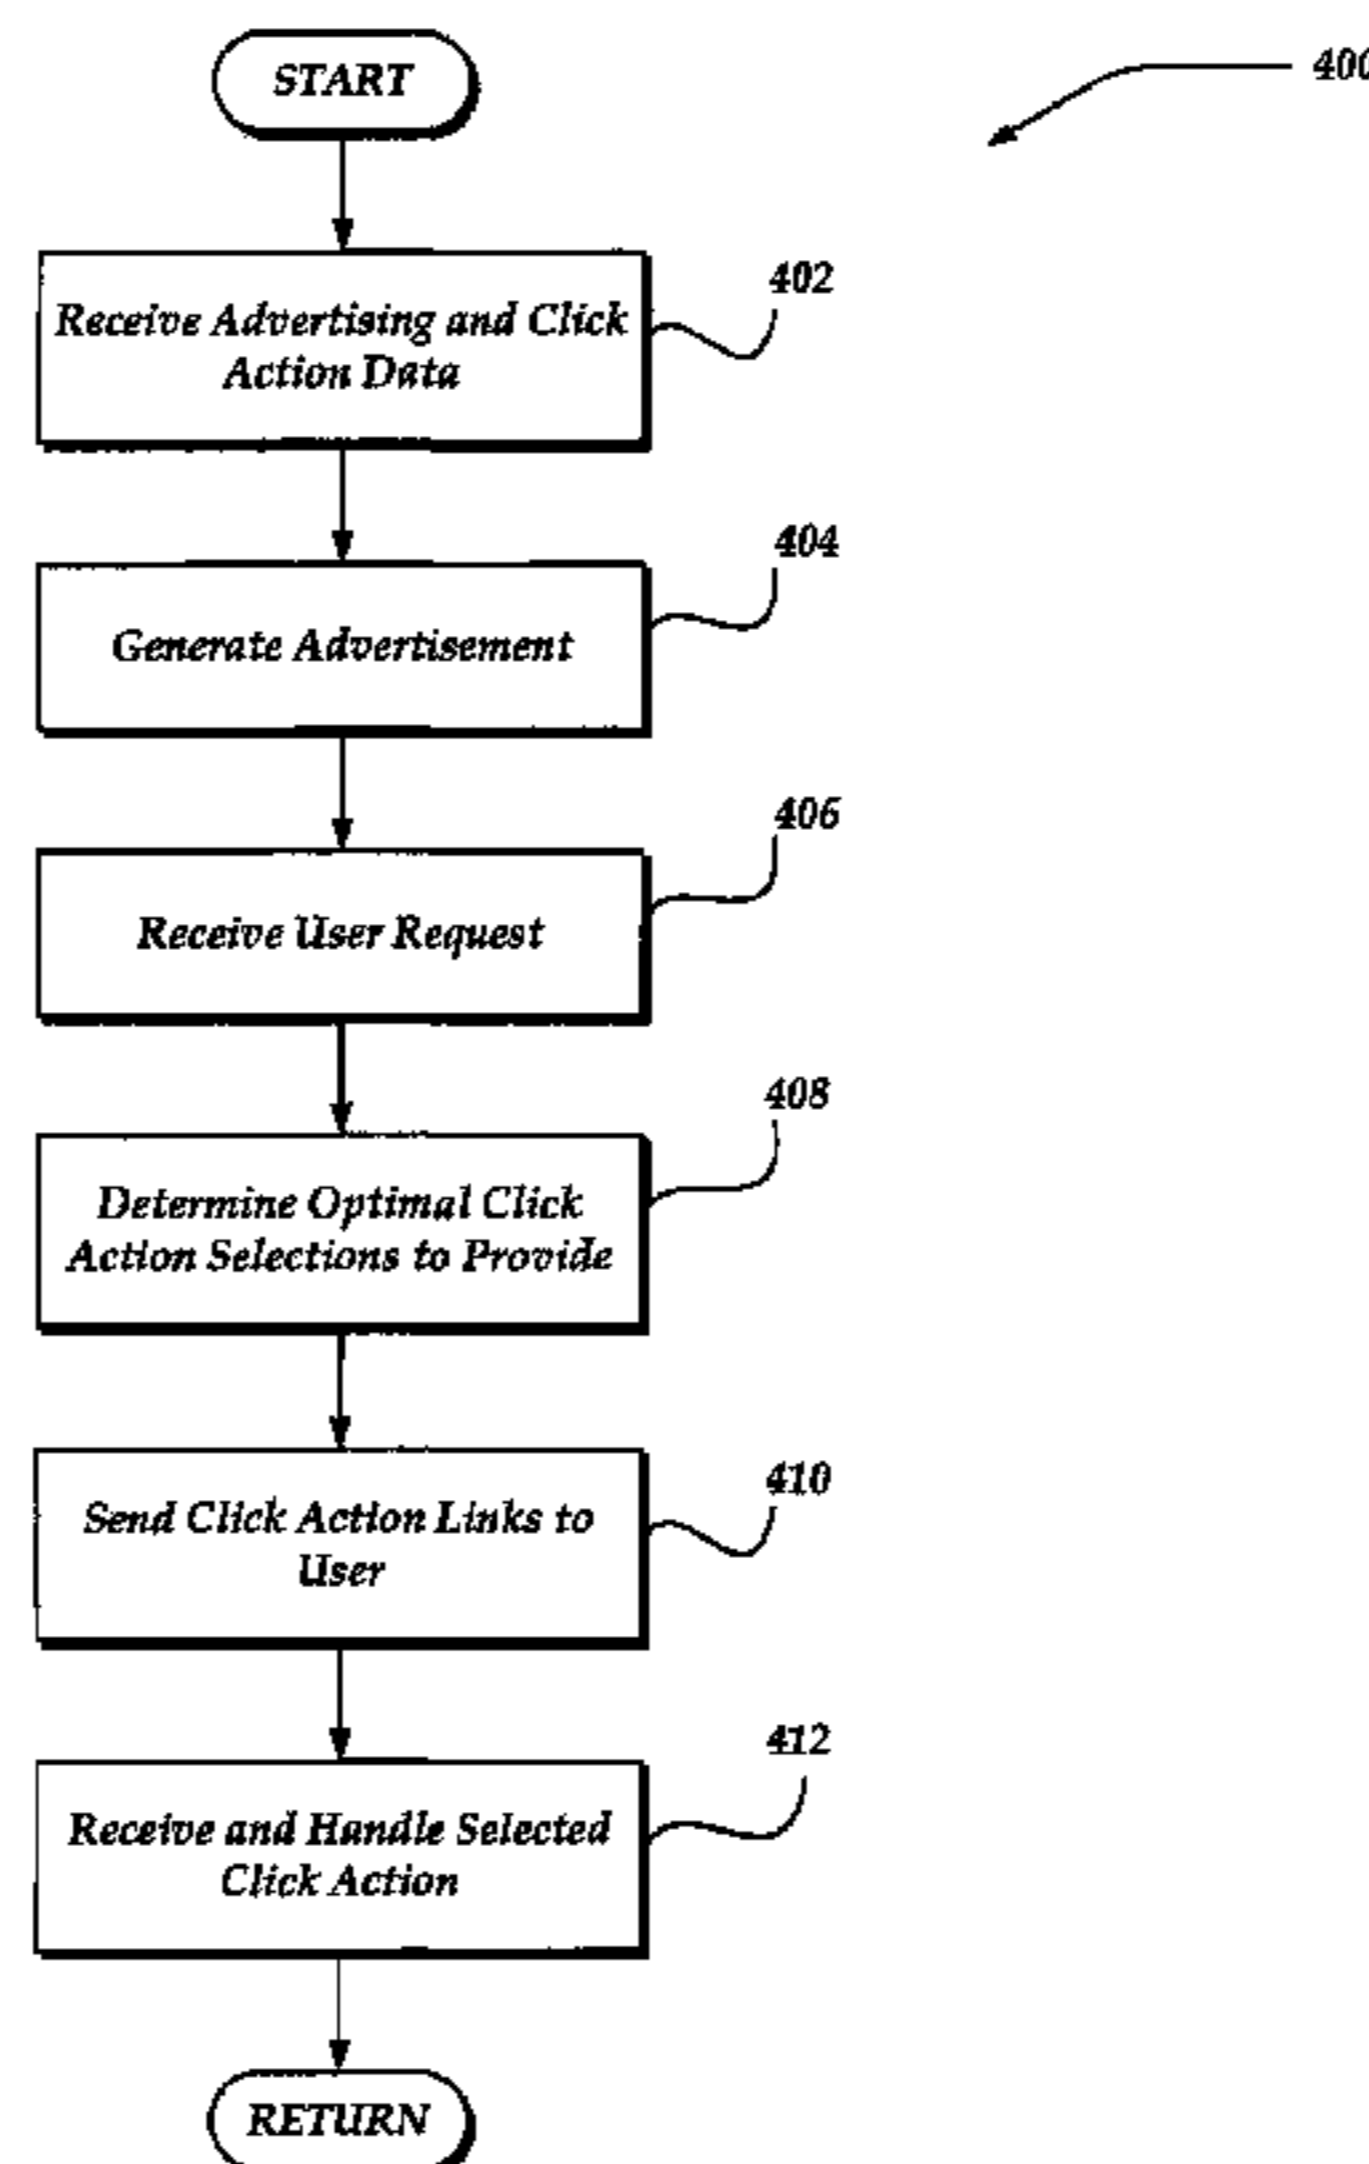 START
400
Receive Advertising and Click
Action Data
402
Generate Advertisement
404
Receive User Request
406
Determine Optimal Click
Action Selections to Provide
408
Send Click Action Links to
User
410
Receive and Handle Selected
Click Action
412
RETURN